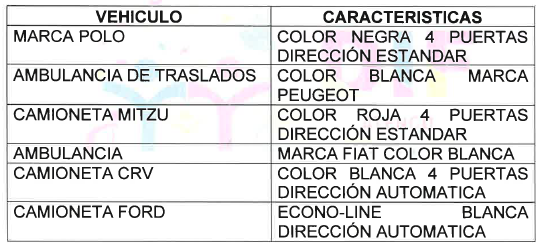 VEHICULO CARACTERISTICAS
MARCA POLO COLOR NEGRA 4 PUERTAS
DIRECCIÓN ESTANDAR
AMBULANCIA DE TRASLADOS COLOR BLANCA MARCA
PEUGEOT
CAMIONETA MITZU COLOR ROJA 4 PUERTAS
DIRECCIÓN ESTANDAR
AMBULANCIA MARCA FIAT COLOR BLANCA
CAMIONETA CRV COLOR BLANCA 4 PUERTAS
DIRECCIÓN AUTOMATICA
CAMIONETA FORD ECONO-LINE BLANCA
DIRECCIÓN AUTOMATICA